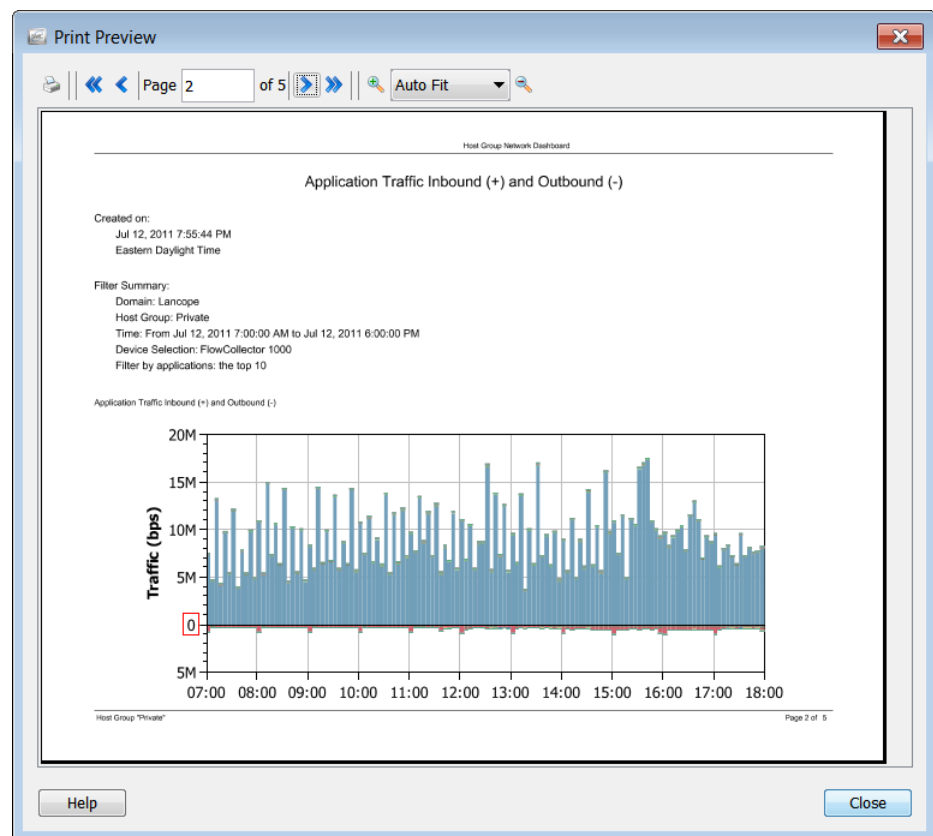 Print Preview
Page 2 of 5 Auto Fit
Host Group Network Dashboard
Application Traffic Inbound (+) and Outbound (-)
Created on:
Jul 12, 2011 7:55:44 PM
Eastern Daylight Time
Filter Summary:
Domain: Lancope
Host Group: Private
Time: From Jul 12, 2011 7:00:00 AM to Jul 12, 2011 6:00:00 PM
Device Selection: FlowCollector 1000
Filter by applications: the top 10
Application Traffic Inbound (+) and Outbound (-)
Traffic (bps)
20M
15M
10M
5M
0
5M
07:00 08:00 09:00 10:00 11:00 12:00 13:00 14:00 15:00 16:00 17:00 18:00
Host Group "Private" Page 2 of 5
Help Close